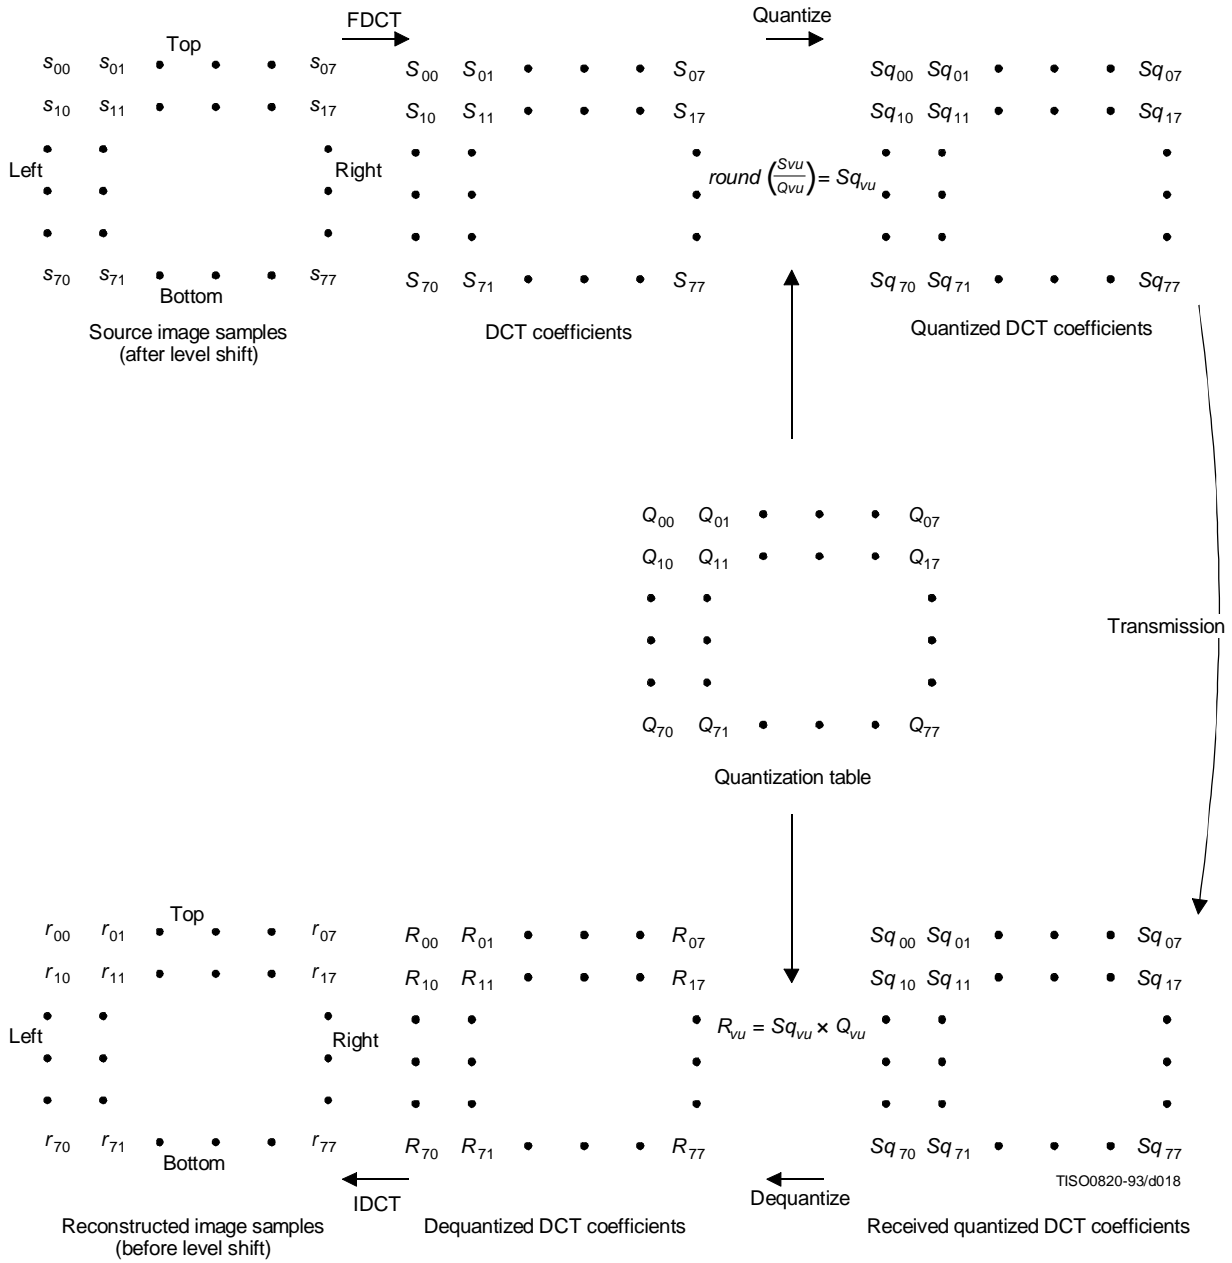 FDCT Quantize
Top
s00 s01 • • • s07 S00 S01 • • • S07 Sq00 Sq01 • • • Sq07
s10 s11 • • • s17 S10 S11 • • • S17 Sq10 Sq11 • • • Sq17
Left Right round (Svu/Qvu) = Sqvu
s70 s71 • • • s77 S70 S71 • • • S77 Sq70 Sq71 • • • Sq77
Bottom
Source image samples
(after level shift)
DCT coefficients
Quantized DCT coefficients
Q00 Q01 • • • Q07
Q10 Q11 • • • Q17
Transmission
Q70 Q71 • • • Q77
Quantization table
Top
r00 r01 • • • r07 R00 R01 • • • R07 Sq00 Sq01 • • • Sq07
r10 r11 • • • r17 R10 R11 • • • R17 Sq10 Sq11 • • • Sq17
Left Right Rvu = Sqvu × Qvu
r70 r71 • • • r77 R70 R71 • • • R77 Sq70 Sq71 • • • Sq77
Bottom
IDCT Dequantize TISO0820-93/d018
Reconstructed image samples
(before level shift)
Dequantized DCT coefficients
Received quantized DCT coefficients